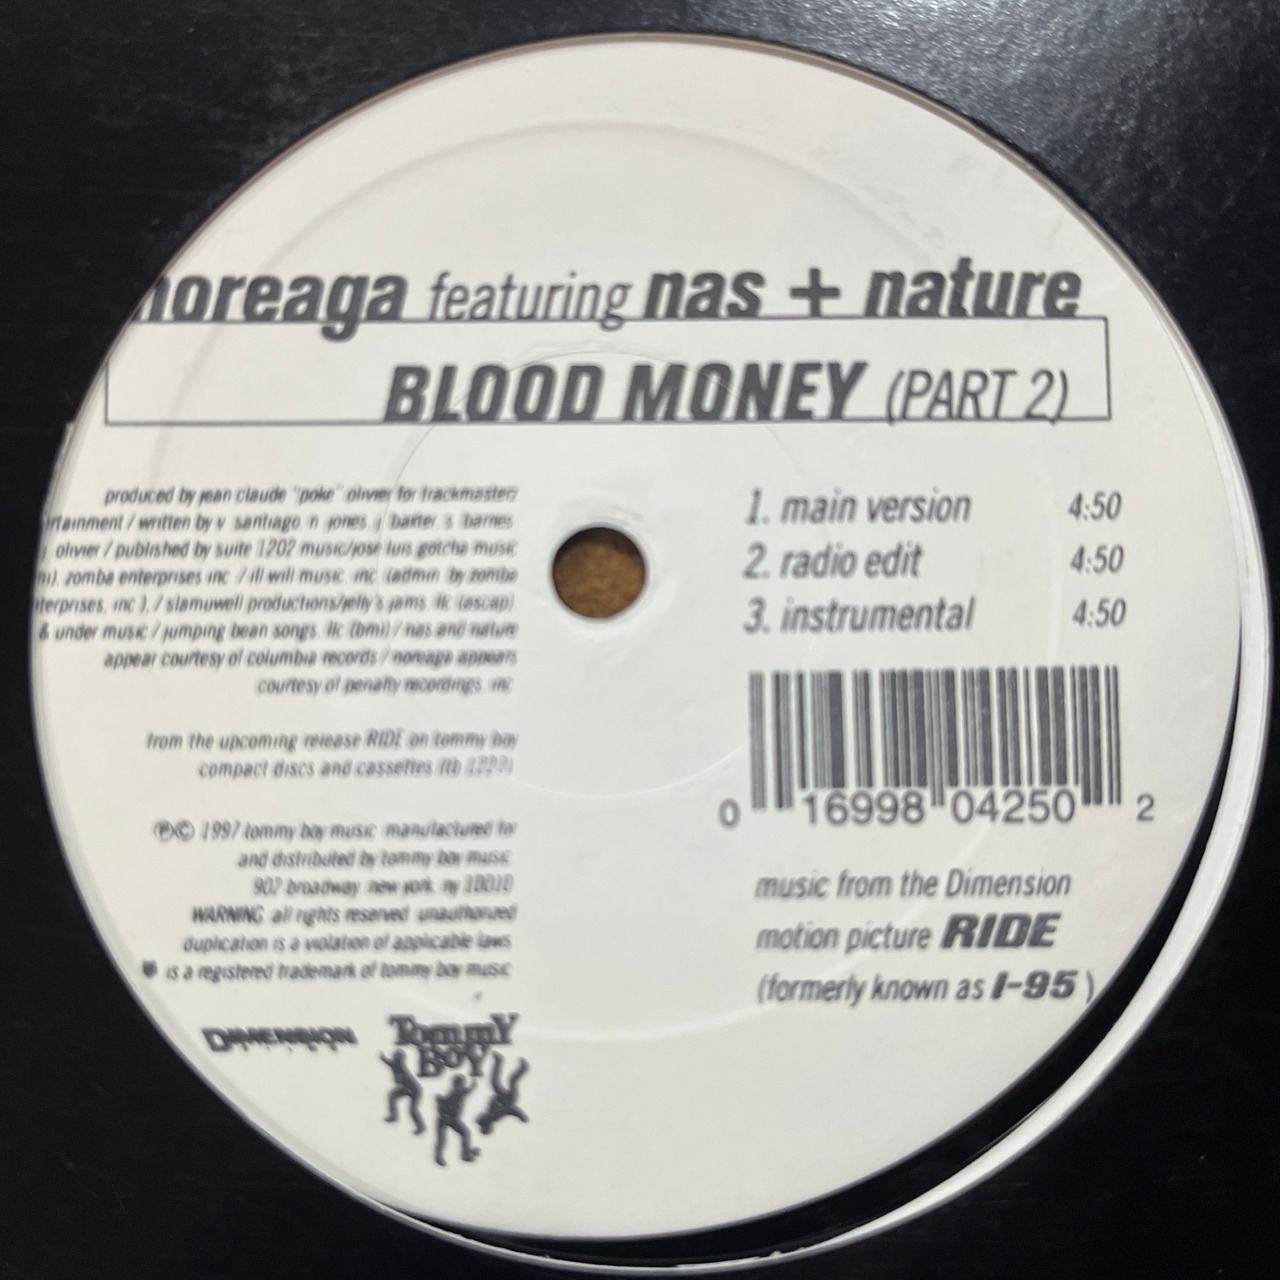 noreaga featuring nas + nature
BLOOD MONEY (PART 2)
produced by jean claude "poke" olivier for trackmasterz
rtainment / written by v. santiago, n. jones, j. baxter, s. barnes,
olivier / published by suite 1202 music/jose luis gotcha music
mi), zomba enterprises inc. / ill will music, inc. (admin. by zomba
terprises, inc.), / slamuwell productions/jelly's jams, llc (ascap)
& under music / jumping bean songs, llc (bmi) / nas and nature
appear courtesy of columbia records / noreaga appears
courtesy of penalty recordings, inc.
from the upcoming release RIDE on tommy boy
compact discs and cassettes (tb
℗© 1997 tommy boy music. manufactured for
and distributed by tommy boy music
902 broadway, new york, ny 10010
WARNING: all rights reserved. unauthorized
duplication is a violation of applicable laws.
is a registered trademark of tommy boy music
DIMENSION
Tommy
Boy
1. main version 4:50
2. radio edit 4:50
3. instrumental 4:50
0 16998 04250 2
music from the Dimension
motion picture RIDE
(formerly known as I-95 )